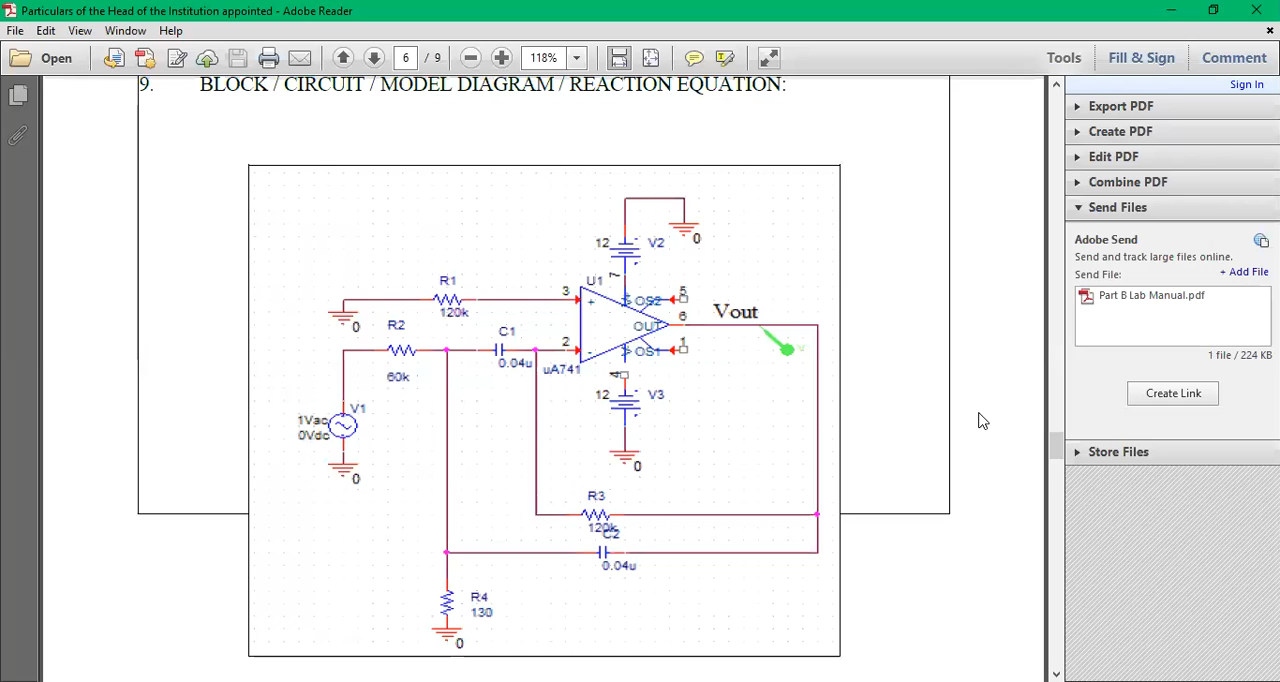 Particulars of the Head of the Institution appointed - Adobe Reader
File Edit View Window Help
Open 6 / 9 118% Tools Fill & Sign Comment
Sign In
9. BLOCK / CIRCUIT / MODEL DIAGRAM / REACTION EQUATION:
Export PDF
Create PDF
Edit PDF
Combine PDF
Send Files
Adobe Send
Send and track large files online.
Send File: + Add File
Part B Lab Manual.pdf
1 file / 224 KB
Create Link
Store Files
12 V2
0
7
U1
R1
120k
3
+
OS2
5
0
R2
60k
C1
0.04u
2
-
uA741
OUT
6
Vout
V
OS1
1
4
12 V3
0
V1
1Vac
0Vdc
0
R3
120k
C2
0.04u
R4
130
0